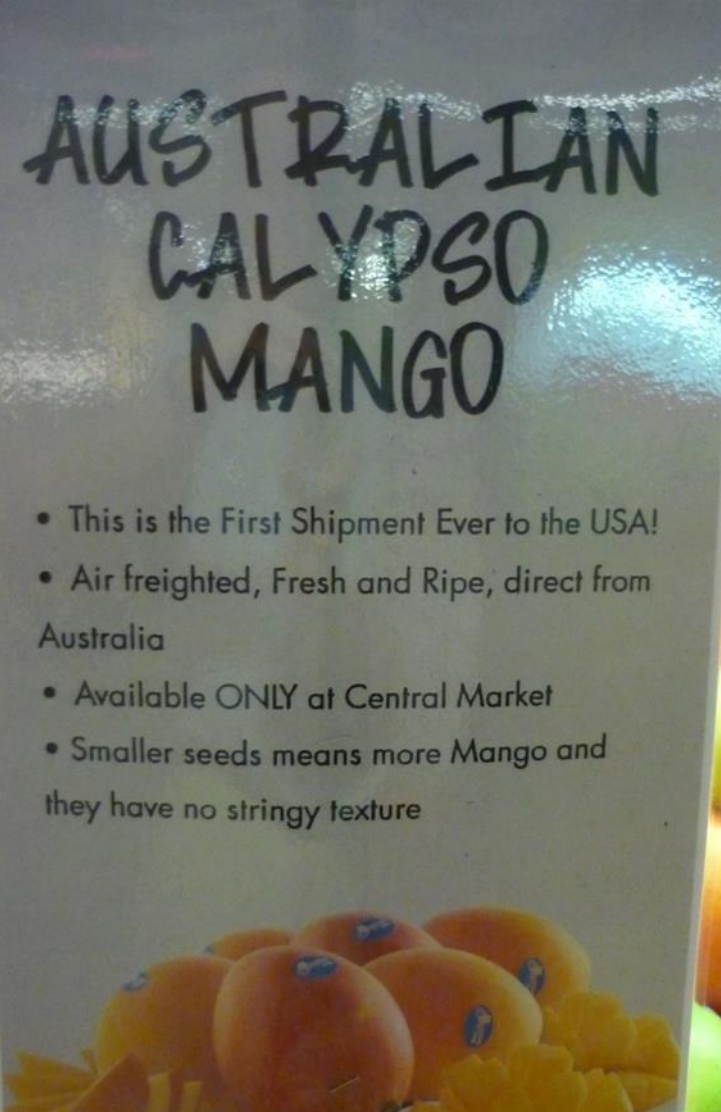 AUSTRALIAN
CALYPSO
MANGO
• This is the First Shipment Ever to the USA!
• Air freighted, Fresh and Ripe, direct from
Australia
• Available ONLY at Central Market
• Smaller seeds means more Mango and
they have no stringy texture